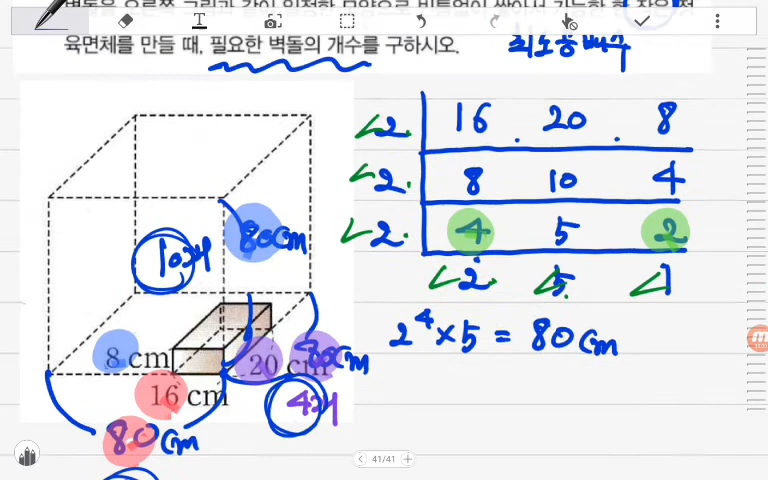 육면체를 만들 때, 필요한 벽돌의 개수를 구하시오.
최소공배수
2 16 20 8
2 8 10 4
2 4 5 2
2 5 1
2⁴×5=80cm
80cm
10개
8 cm
20 cm
80cm
16 cm
4개
80cm
41/41